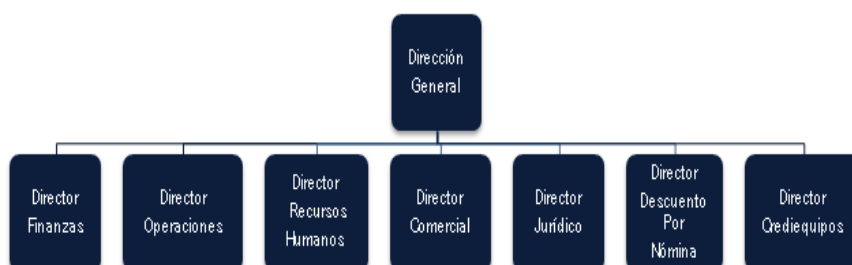 Dirección
General
Director
Finanzas
Director
Operaciones
Director
Recursos
Humanos
Director
Comercial
Director
Jurídico
Director
Descuento
Por
Nómina
Director
Crediequipos